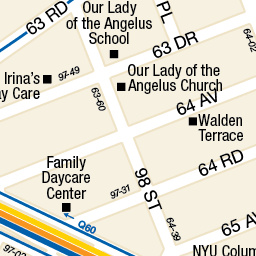 63 RD
Our Lady of
the Angelus
School
PL
63 DR
64-02
Irina's
y Care
97-49
Our Lady of the
Angelus Church
63-60
64 AV
Walden
Terrace
Family
Daycare
Center
97-31
64 RD
98 ST
Q60
64-39
65 AV
97-02
NYU Colum